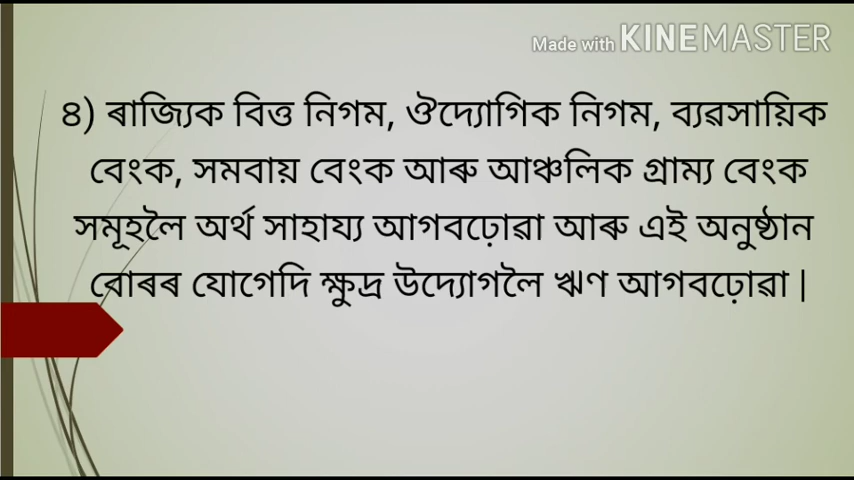 Made with KINEMASTER
৪) ৰাজ্যিক বিত্ত নিগম, ঔদ্যোগিক নিগম, ব্যৱসায়িক
বেংক, সমবায় বেংক আৰু আঞ্চলিক গ্ৰাম্য বেংক
সমূহলৈ অৰ্থ সাহায্য আগবঢ়োৱা আৰু এই অনুষ্ঠান
বোৰৰ যোগেদি ক্ষুদ্ৰ উদ্যোগলৈ ঋণ আগবঢ়োৱা |